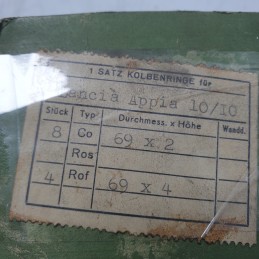 1 SATZ KOLBENRINGE für
Lancia Appia 10/10
Stück Typ Durchmess. x Höhe Wandd.
8 Co 69 x 2
Ros
4 Rof 69 x 4